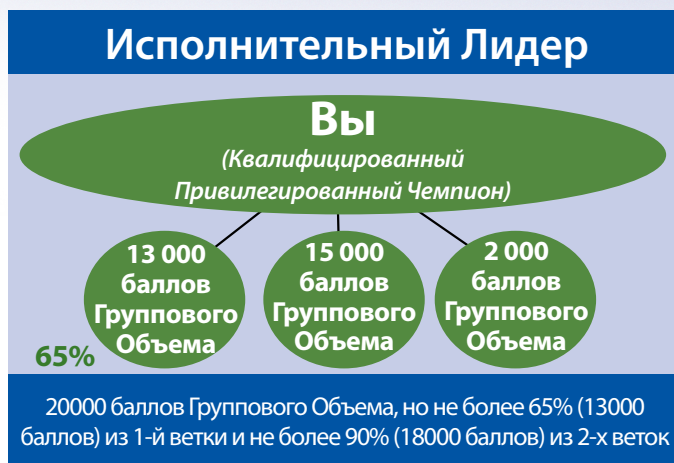 Исполнительный Лидер
Вы
(Квалифицированный
Привилегированный Чемпион)
13 000
баллов
Группового
Объема
15 000
баллов
Группового
Объема
2 000
баллов
Группового
Объема
65%
20000 баллов Группового Объема, но не более 65% (13000
баллов) из 1-й ветки и не более 90% (18000 баллов) из 2-х веток